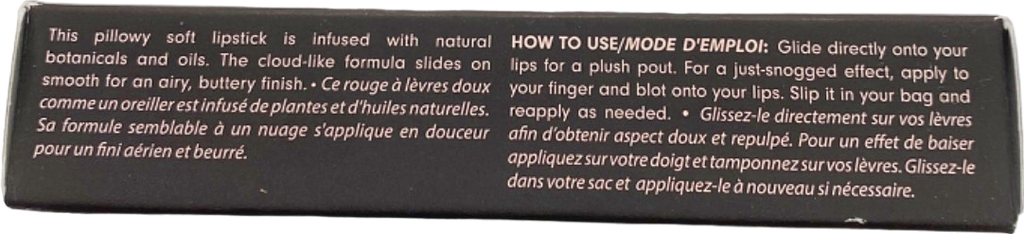 This pillowy soft lipstick is infused with natural
botanicals and oils. The cloud-like formula slides on
smooth for an airy, buttery finish. • Ce rouge à lèvres doux
comme un oreiller est infusé de plantes et d'huiles naturelles.
Sa formule semblable à un nuage s'applique en douceur
pour un fini aérien et beurré.
HOW TO USE/MODE D'EMPLOI: Glide directly onto your
lips for a plush pout. For a just-snogged effect, apply to
your finger and blot onto your lips. Slip it in your bag and
reapply as needed. • Glissez-le directement sur vos lèvres
afin d'obtenir aspect doux et repulpé. Pour un effet de baiser
appliquez sur votre doigt et tamponnez sur vos lèvres. Glissez-le
dans votre sac et appliquez-le à nouveau si nécessaire.